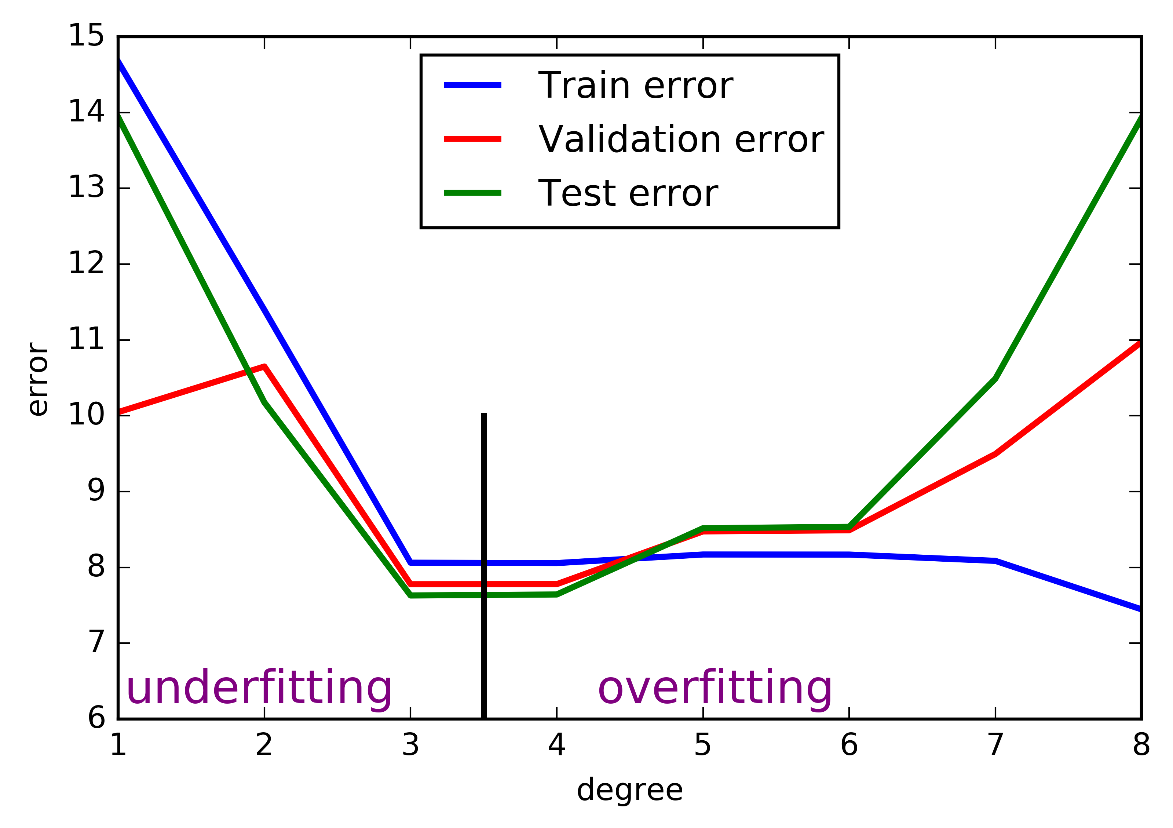 15
14
13
12
11
10
9
8
7
6
error
Train error
Validation error
Test error
underfitting
overfitting
1 2 3 4 5 6 7 8
degree